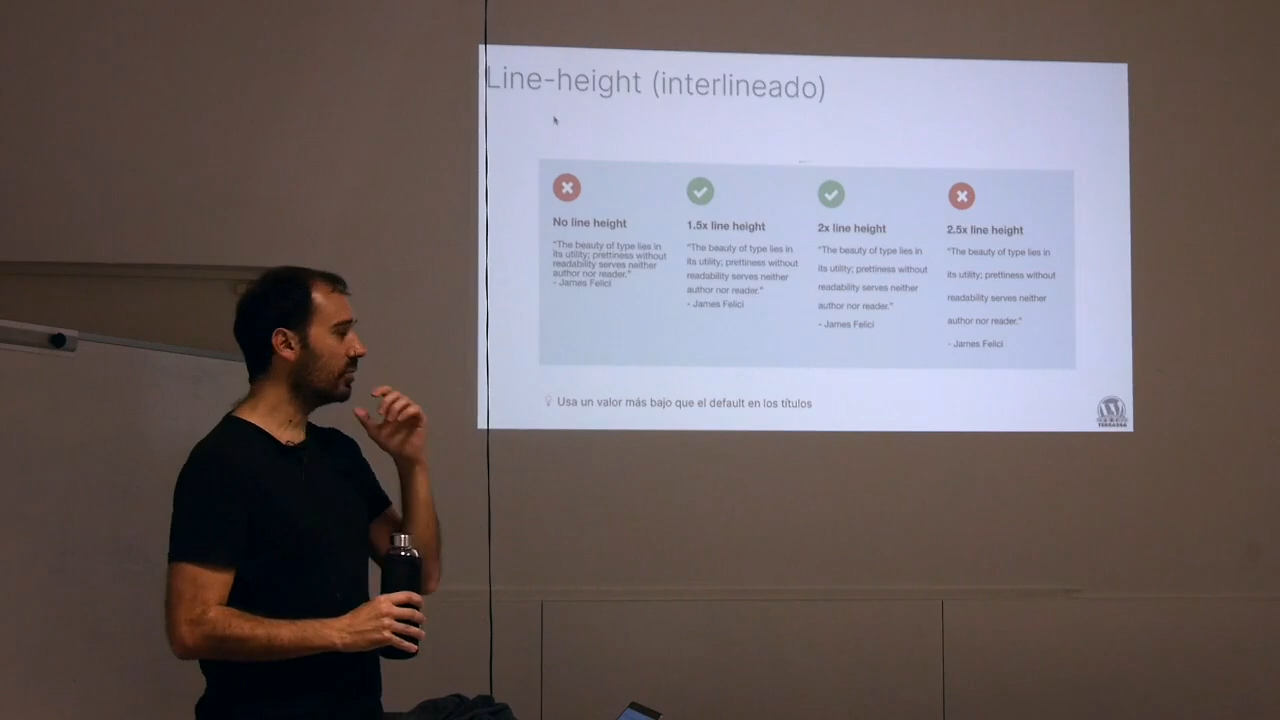 Line-height (interlineado)
No line height
"The beauty of type lies in
its utility; prettiness without
readability serves neither
author nor reader."
- James Felici
1.5x line height
"The beauty of type lies in
its utility; prettiness without
readability serves neither
author nor reader."
- James Felici
2x line height
"The beauty of type lies in
its utility; prettiness without
readability serves neither
author nor reader."
- James Felici
2.5x line height
"The beauty of type lies in
its utility; prettiness without
readability serves neither
author nor reader."
- James Felici
Usa un valor más bajo que el default en los títulos
TERRASSA